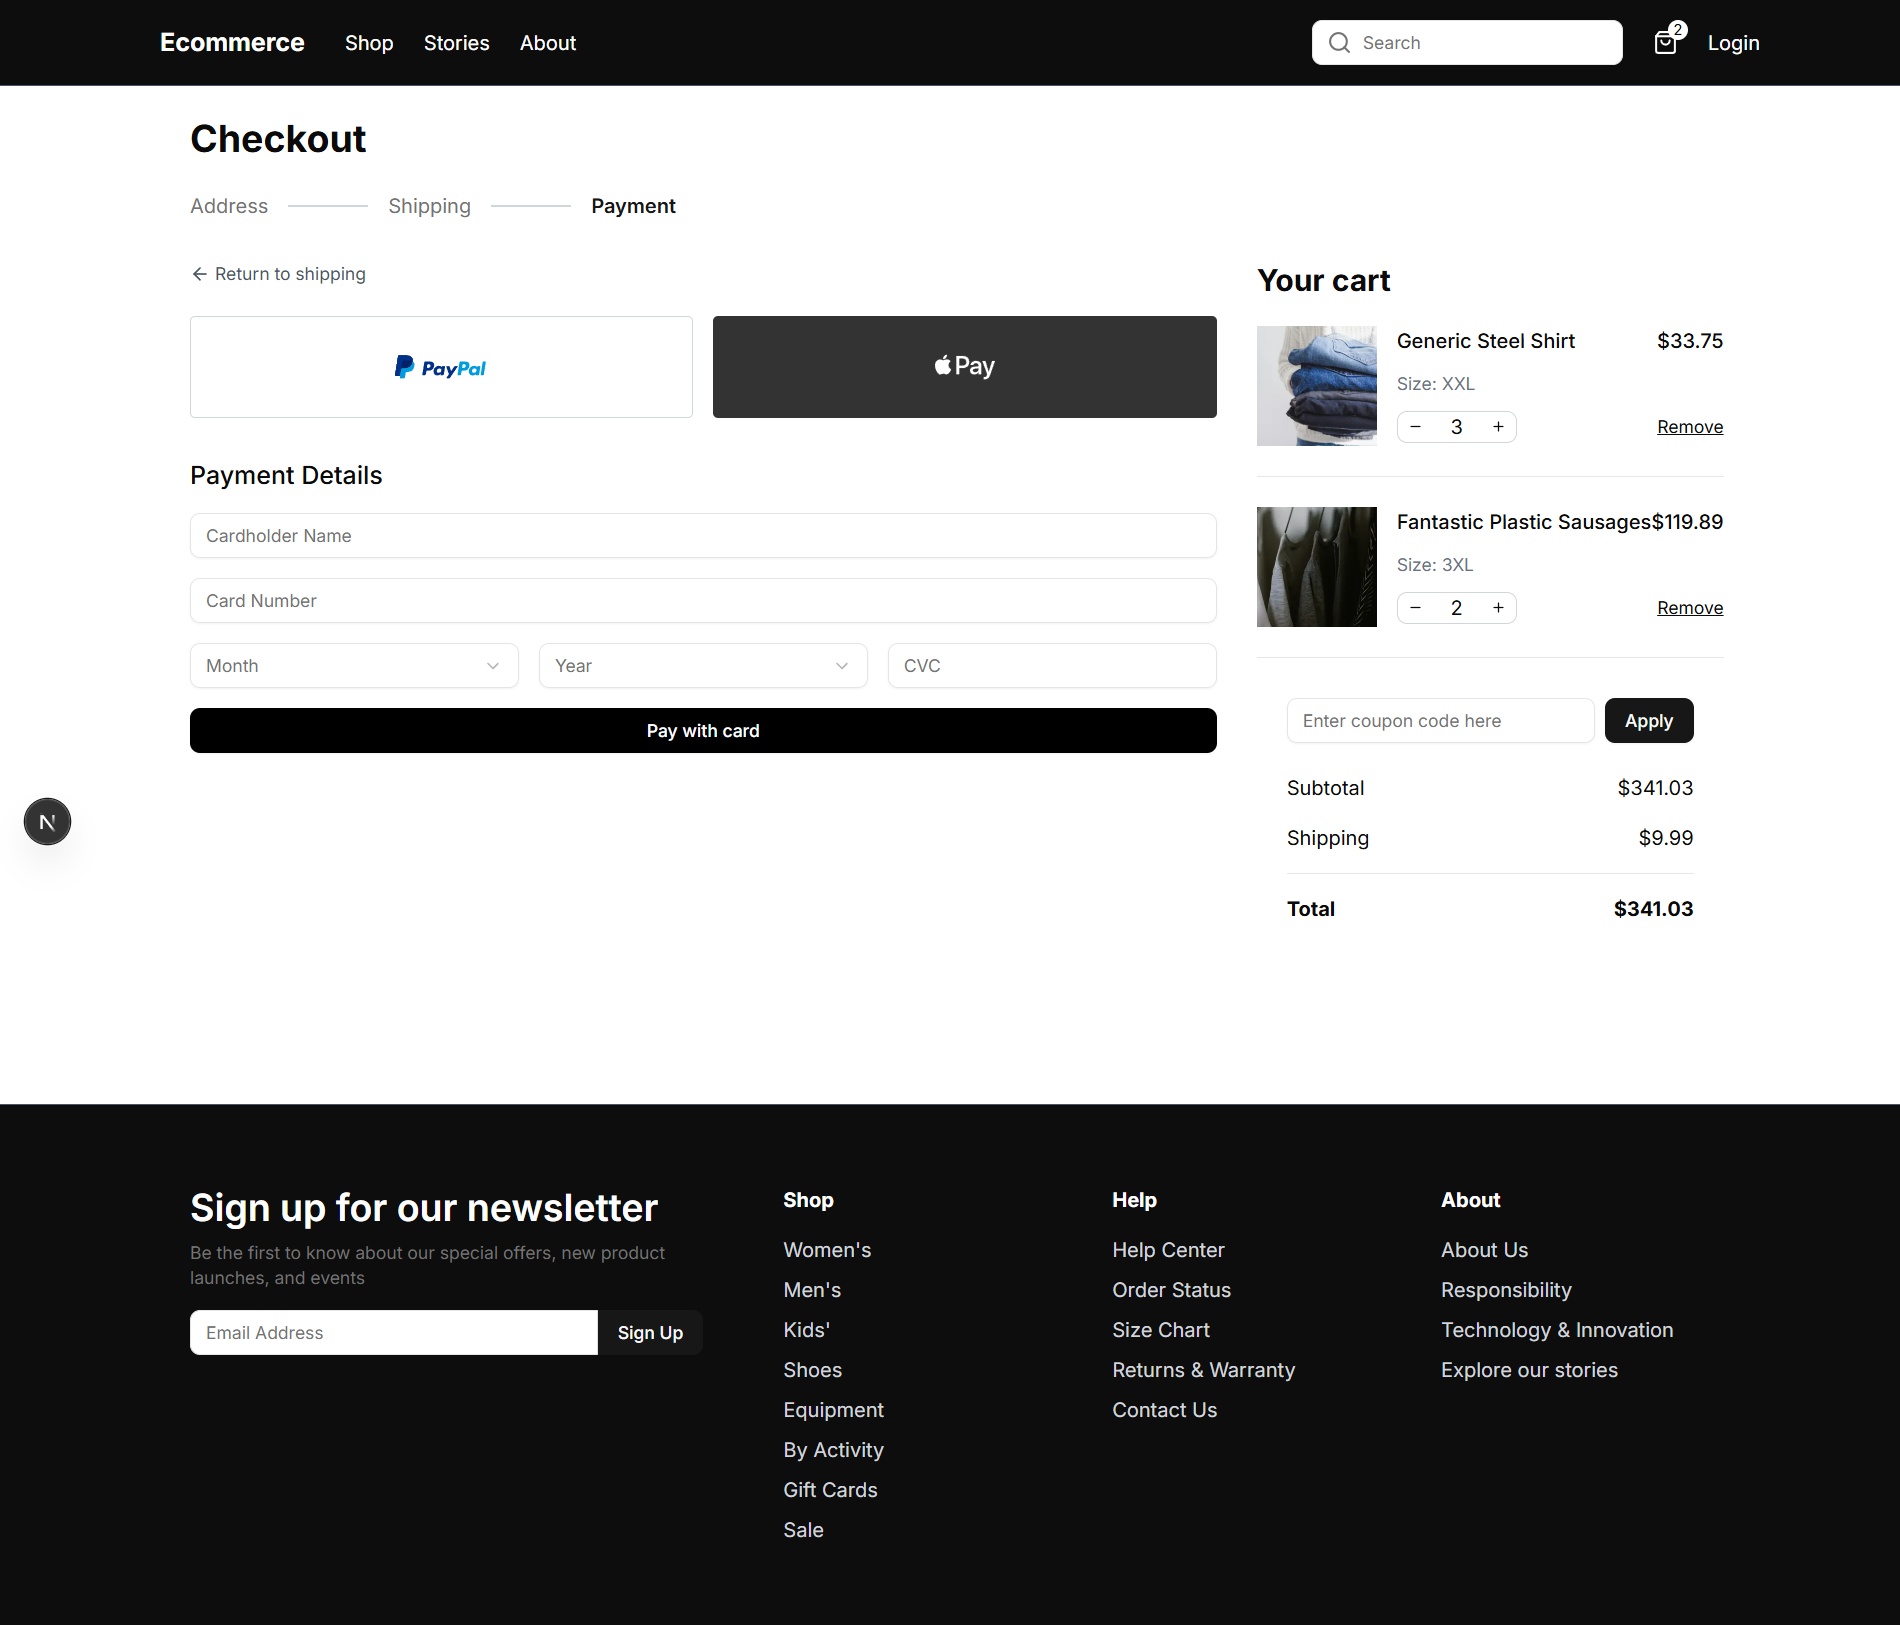 Ecommerce Shop Stories About Search 2 Login
Checkout
Address Shipping Payment
Return to shipping
PayPal Pay
Payment Details
Cardholder Name
Card Number
Month Year CVC
Pay with card
Your cart
Generic Steel Shirt $33.75
Size: XXL
− 3 + Remove
Fantastic Plastic Sausages $119.89
Size: 3XL
− 2 + Remove
Enter coupon code here Apply
Subtotal $341.03
Shipping $9.99
Total $341.03
N
Sign up for our newsletter
Be the first to know about our special offers, new product
launches, and events
Email Address Sign Up
Shop
Women's
Men's
Kids'
Shoes
Equipment
By Activity
Gift Cards
Sale
Help
Help Center
Order Status
Size Chart
Returns & Warranty
Contact Us
About
About Us
Responsibility
Technology & Innovation
Explore our stories